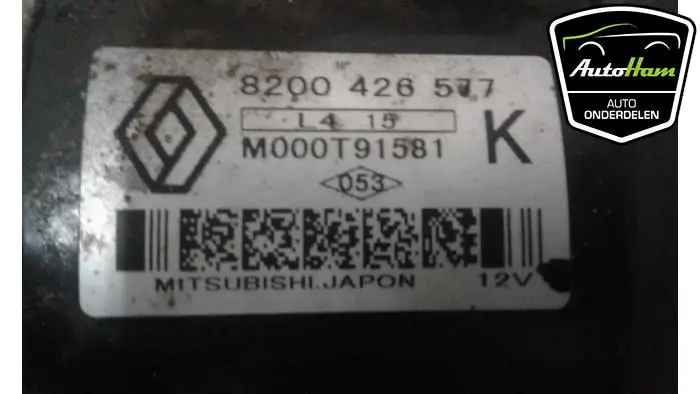 8200 426 577
L4 15
M000T91581
K
053
MITSUBISHI.JAPON
12V
AutoHam
AUTO
ONDERDELEN